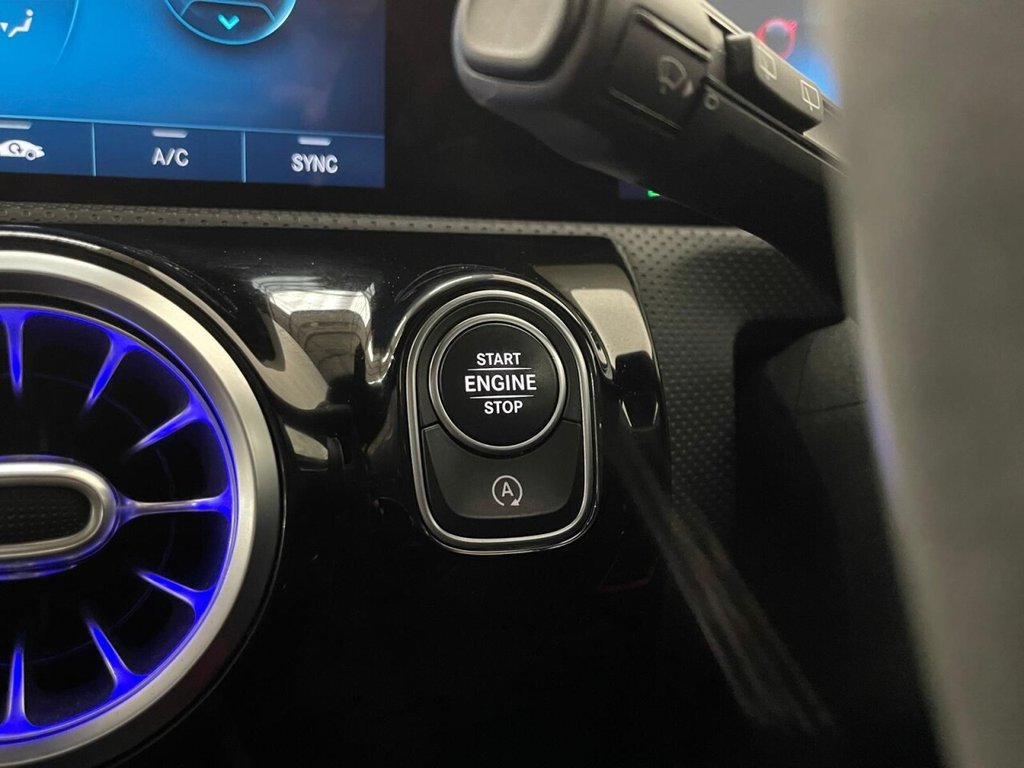 A/C
SYNC
START
ENGINE
STOP
A